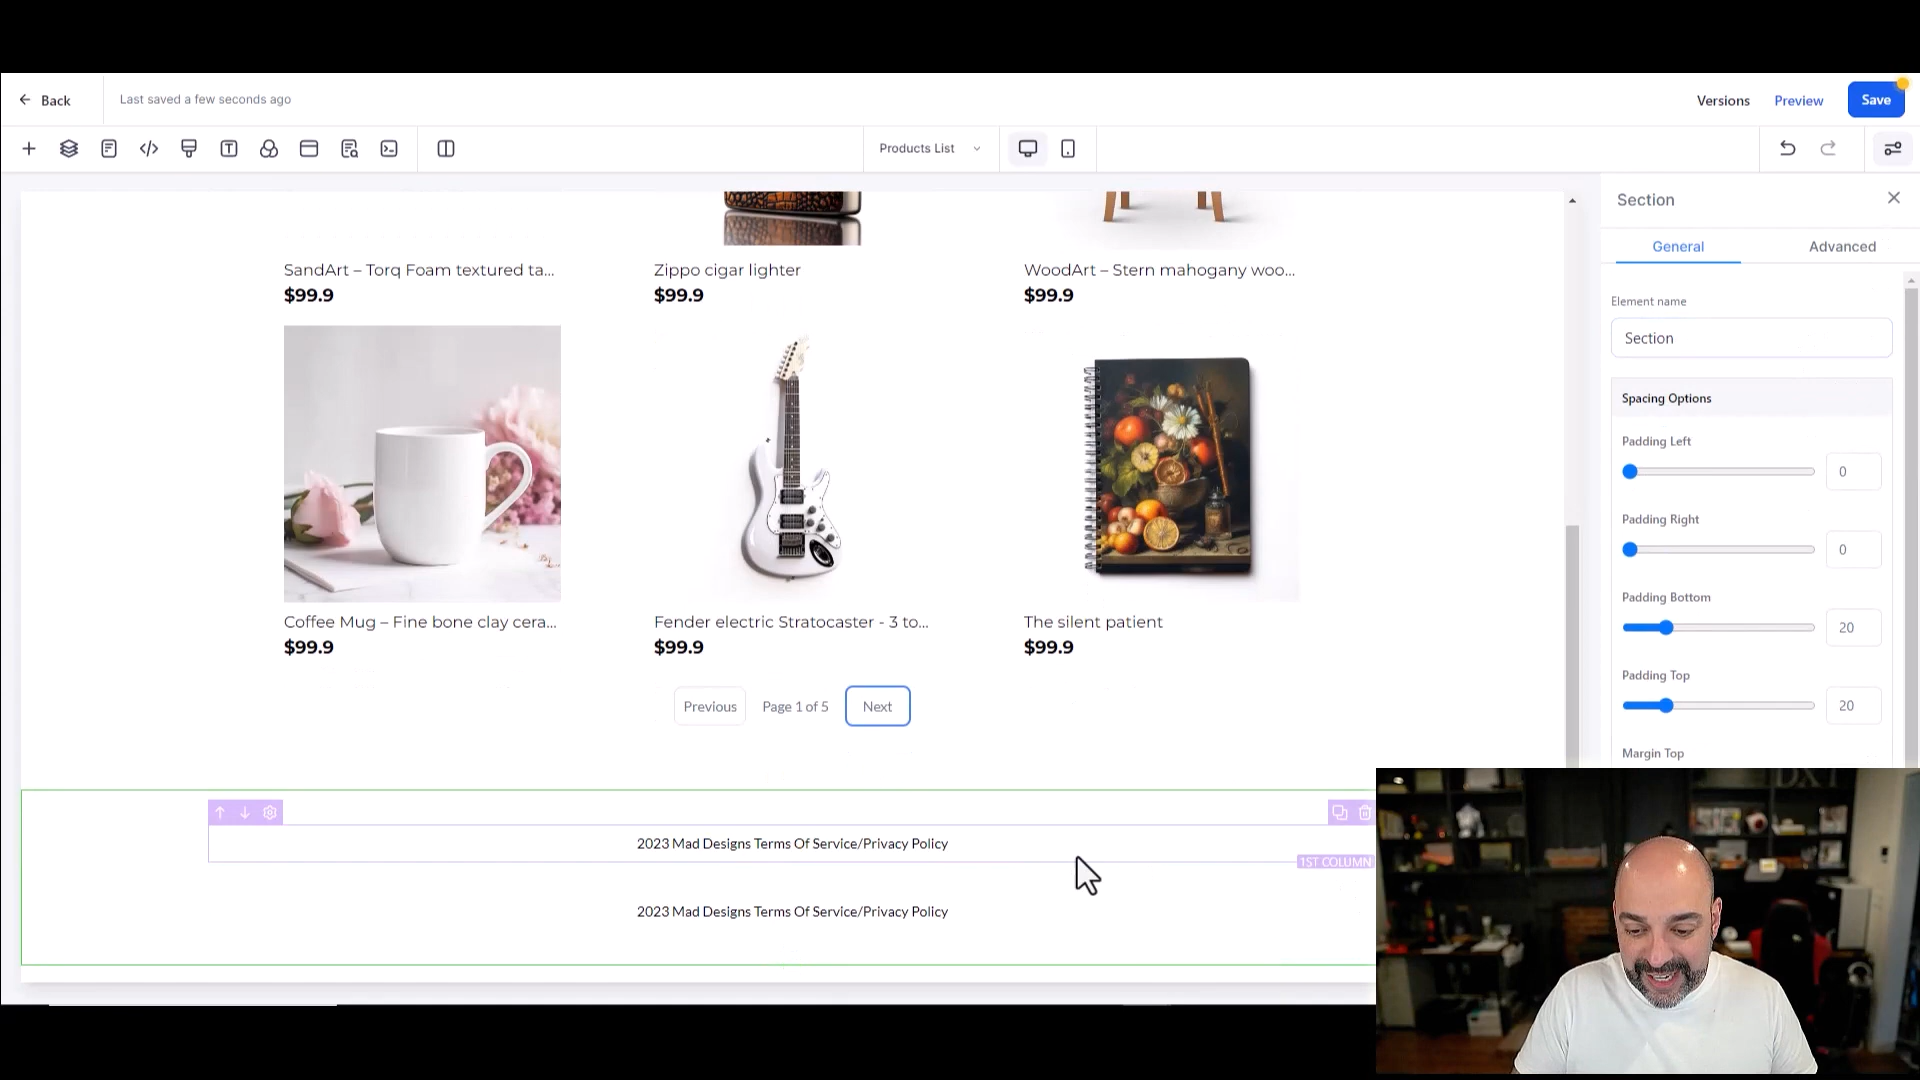 Back
Last saved a few seconds ago
Versions
Preview
Save
Products List
Section
General
Advanced
Element name
Section
Spacing Options
Padding Left
0
Padding Right
0
Padding Bottom
20
Padding Top
20
Margin Top
SandArt – Torq Foam textured ta...
$99.9
Zippo cigar lighter
$99.9
WoodArt – Stern mahogany woo...
$99.9
Coffee Mug – Fine bone clay cera...
$99.9
Fender electric Stratocaster - 3 to...
$99.9
The silent patient
$99.9
Previous
Page 1 of 5
Next
2023 Mad Designs Terms Of Service/Privacy Policy
1ST COLUMN
2023 Mad Designs Terms Of Service/Privacy Policy